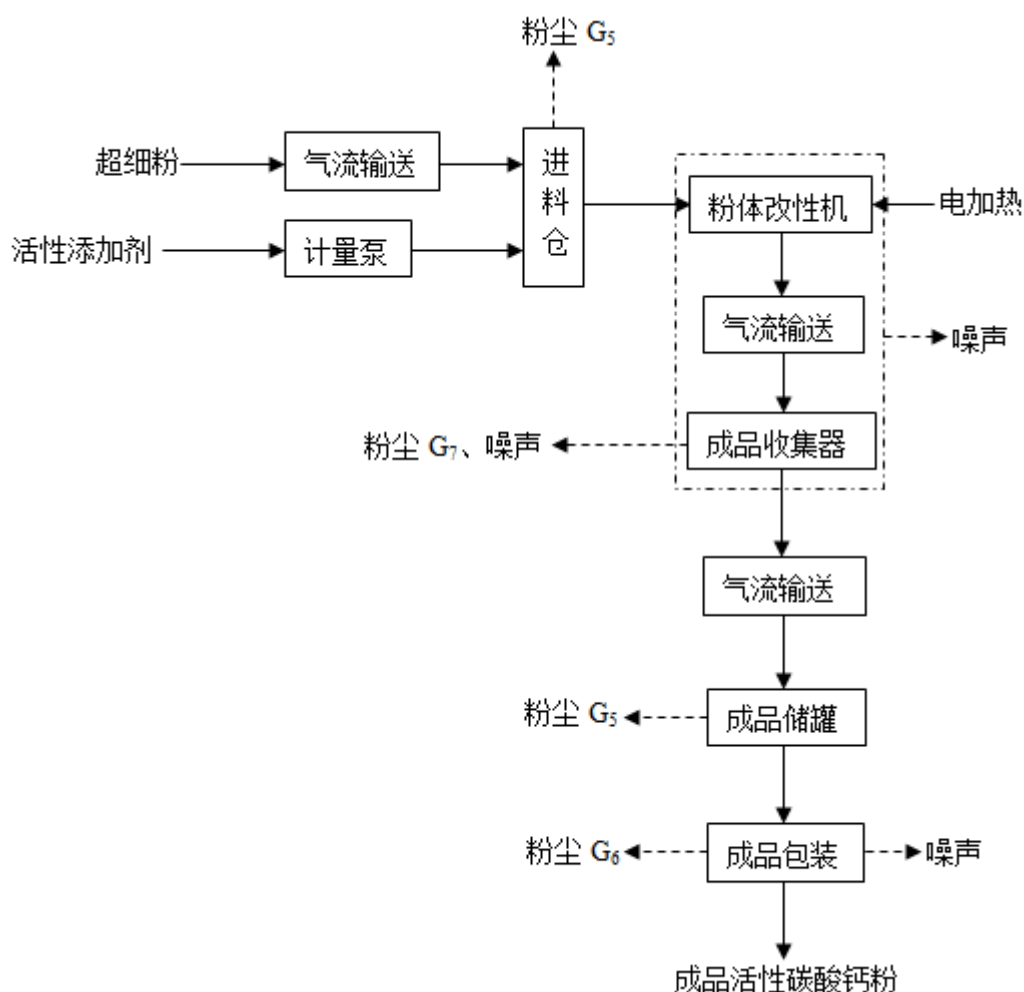 粉尘 G₅
超细粉
气流输送
进料仓
活性添加剂
计量泵
粉体改性机
电加热
气流输送
噪声
粉尘 G₇、噪声
成品收集器
气流输送
粉尘 G₅
成品储罐
粉尘 G₆
成品包装
噪声
成品活性碳酸钙粉